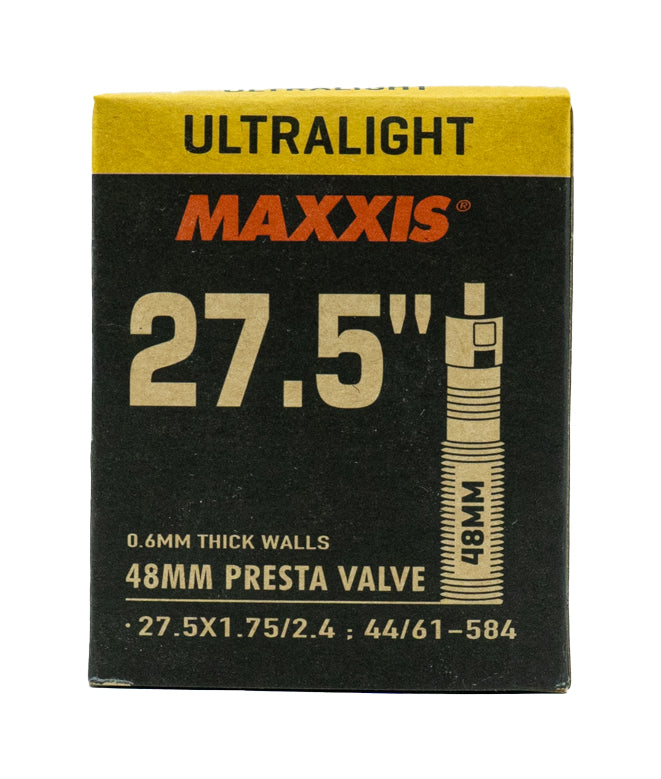 ULTRALIGHT
ULTRALIGHT
MAXXIS®
27.5"
48MM
0.6MM THICK WALLS
48MM PRESTA VALVE
·27.5X1.75/2.4 ; 44/61-584